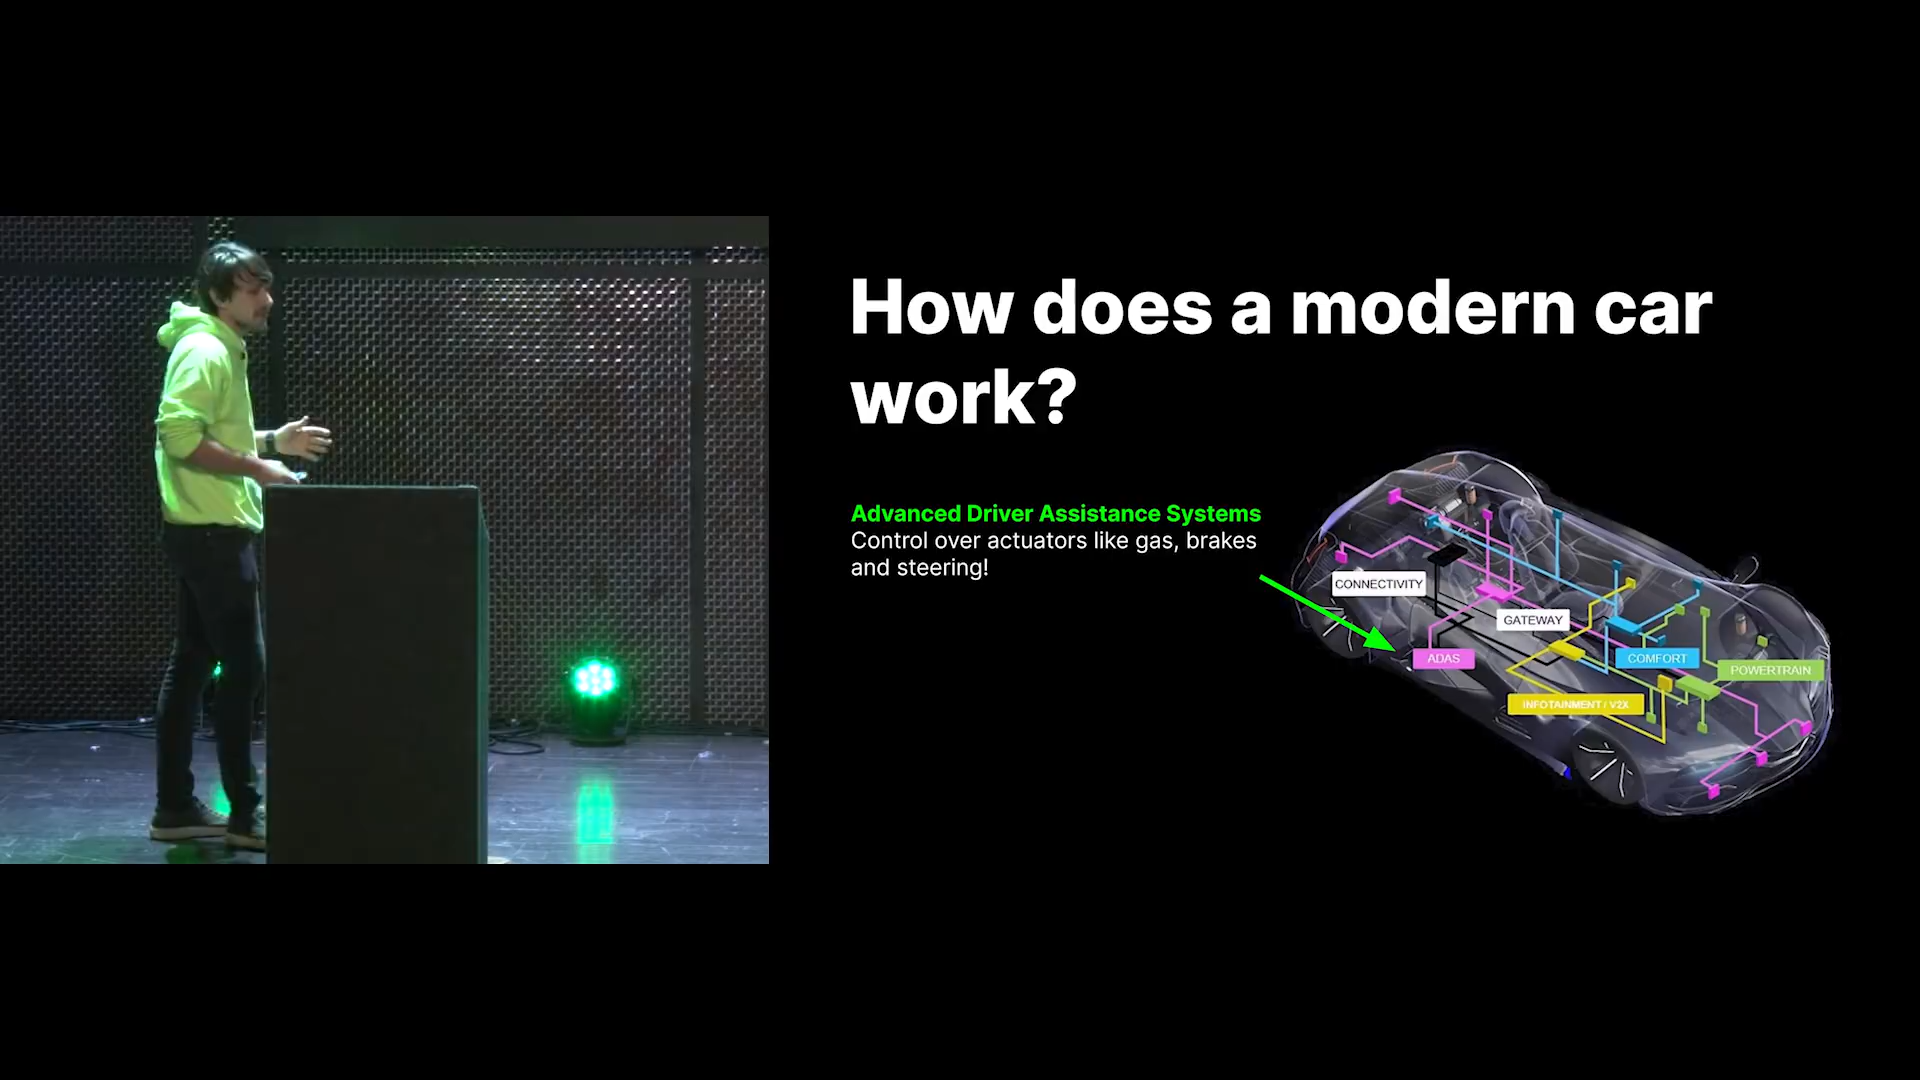 How does a modern car
work?
Advanced Driver Assistance Systems
Control over actuators like gas, brakes
and steering!
CONNECTIVITY
GATEWAY
ADAS
COMFORT
POWERTRAIN
INFOTAINMENT / V2X